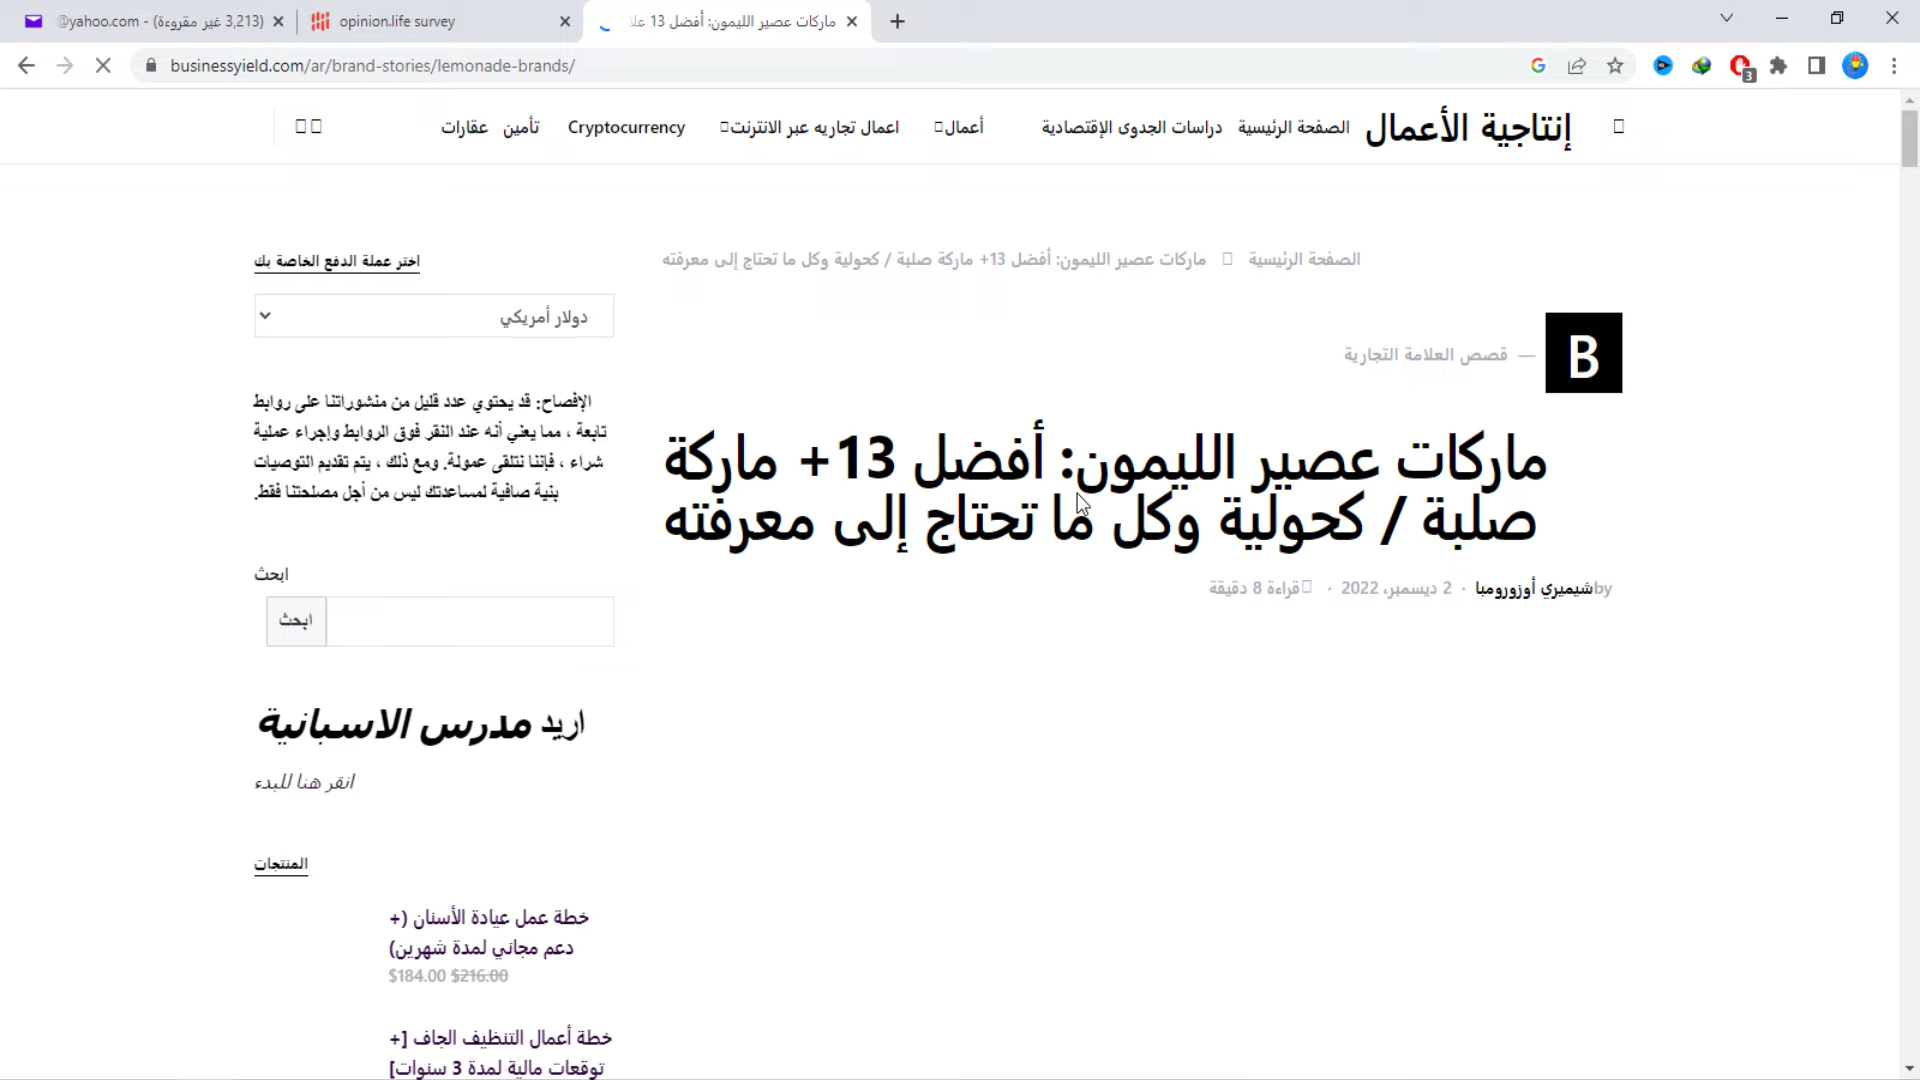 @yahoo.com - (3,213 غير مقروءة)
opinion.life survey
ماركات عصير الليمون: أفضل 13 علا
businessyield.com/ar/brand-stories/lemonade-brands/
3
إنتاجية الأعمال
الصفحة الرئيسية
دراسات الجدوى الإقتصادية
أعمال
اعمال تجاريه عبر الانترنت
Cryptocurrency
تأمين
عقارات
الصفحة الرئيسية
ماركات عصير الليمون: أفضل 13+ ماركة صلبة / كحولية وكل ما تحتاج إلى معرفته
B
— قصص العلامة التجارية
ماركات عصير الليمون: أفضل 13+ ماركة
صلبة / كحولية وكل ما تحتاج إلى معرفته
by شيميري أوزورومبا · 2 ديسمبر، 2022 · قراءة 8 دقيقة
اختر عملة الدفع الخاصة بك
دولار أمريكي
الإفصاح: قد يحتوي عدد قليل من منشوراتنا على روابط
تابعة ، مما يعني أنه عند النقر فوق الروابط وإجراء عملية
شراء ، فإننا نتلقى عمولة. ومع ذلك ، يتم تقديم التوصيات
بنية صافية لمساعدتك ليس من أجل مصلحتنا فقط.
ابحث
ابحث
اريد مدرس الاسبانية
انقر هنا للبدء
المنتجات
خطة عمل عيادة الأسنان (+
دعم مجاني لمدة شهرين)
$184.00 $216.00
خطة أعمال التنظيف الجاف [+
توقعات مالية لمدة 3 سنوات]